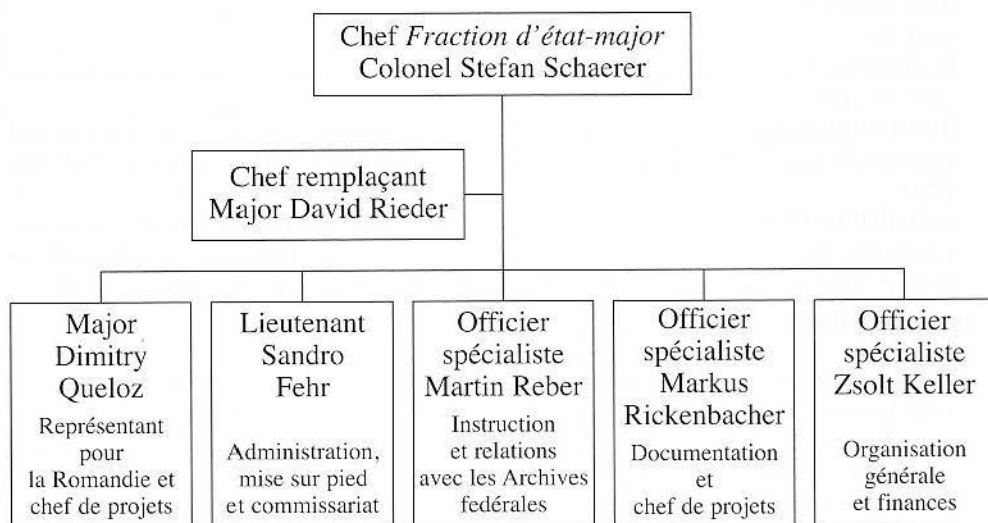 Chef Fraction d'état-major
Colonel Stefan Schaerer
Chef remplaçant
Major David Rieder
Major
Dimitry
Queloz
Représentant
pour
la Romandie et
chef de projets
Lieutenant
Sandro
Fehr
Administration,
mise sur pied
et commissariat
Officier
spécialiste
Martin Reber
Instruction
et relations
avec les Archives
fédérales
Officier
spécialiste
Markus
Rickenbacher
Documentation
et
chef de projets
Officier
spécialiste
Zsolt Keller
Organisation
générale
et finances